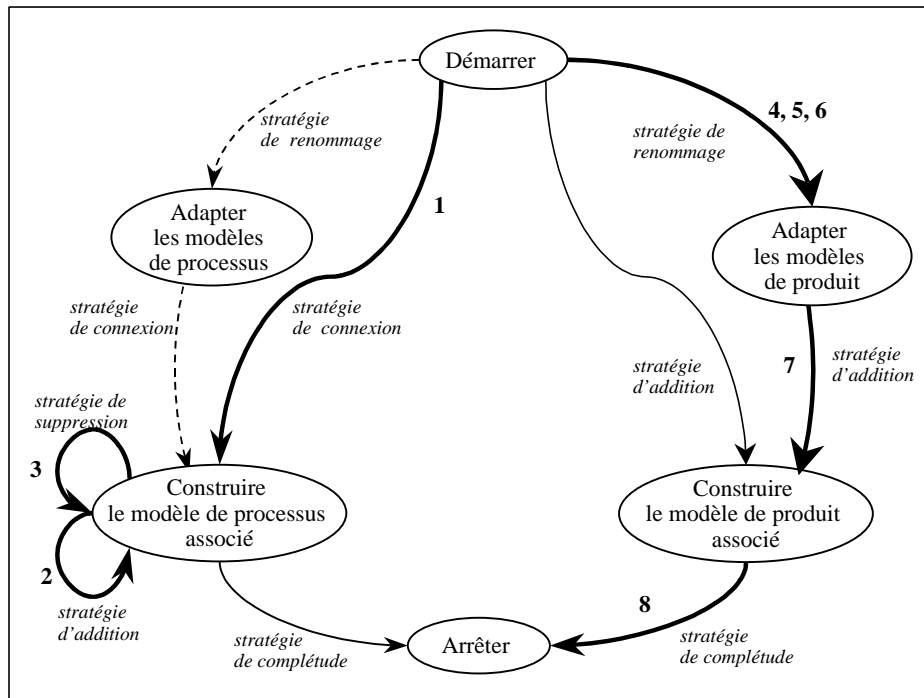 Démarrer
4, 5, 6
stratégie
de renommage
stratégie de
renommage
1
Adapter
les modèles
de processus
Adapter
les modèles
de produit
stratégie
de connexion
stratégie
de connexion
7
stratégie
d'addition
stratégie
d'addition
stratégie de
suppression
3
Construire
le modèle de processus
associé
Construire
le modèle de produit
associé
2
stratégie
d'addition
8
stratégie
de complétude
Arrêter
stratégie
de complétude